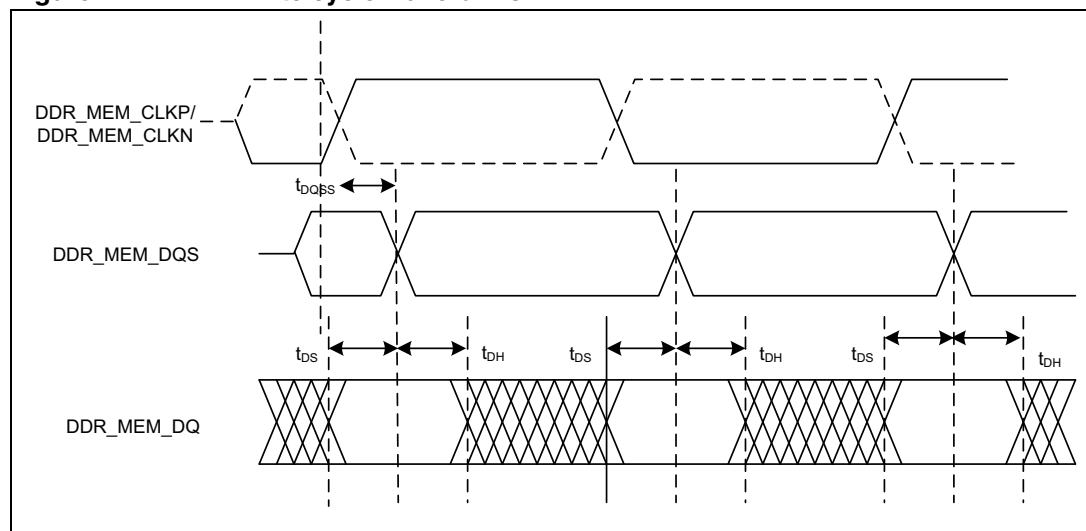 DDR_MEM_CLKP/
DDR_MEM_CLKN
tDQSS
DDR_MEM_DQS
tDS
tDH
tDS
tDH
tDS
tDH
DDR_MEM_DQ